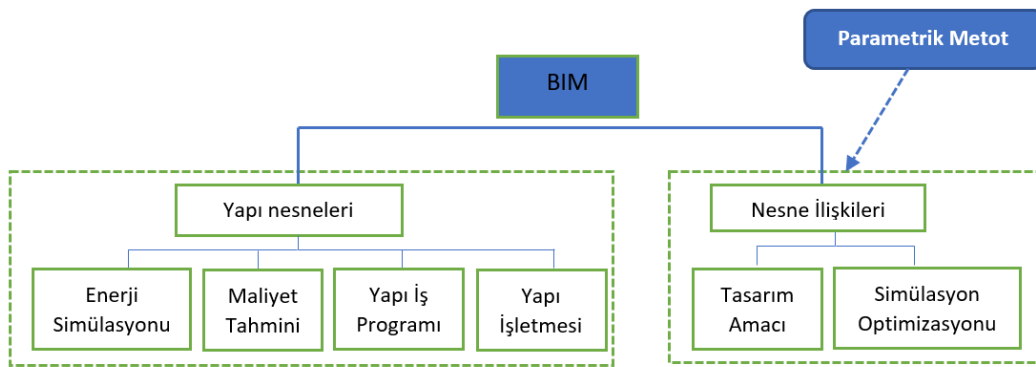 Parametrik Metot
BIM
Yapı nesneleri
Nesne İlişkileri
Enerji
Simülasyonu
Maliyet
Tahmini
Yapı İş
Programı
Yapı
İşletmesi
Tasarım
Amacı
Simülasyon
Optimizasyonu